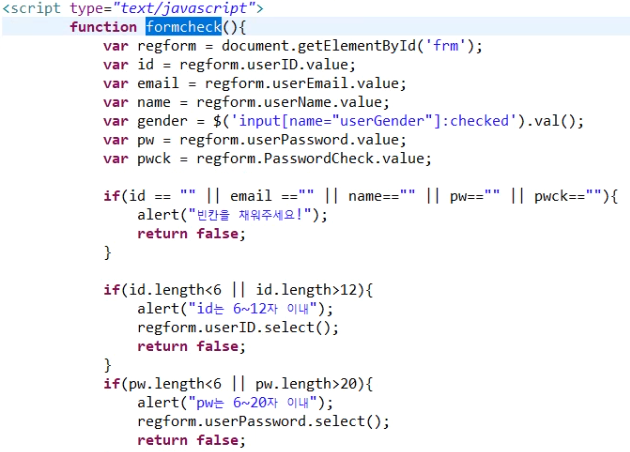 <script type="text/javascript">
function formcheck(){
var regform = document.getElementById('frm');
var id = regform.userID.value;
var email = regform.userEmail.value;
var name = regform.userName.value;
var gender = $('input[name="userGender"]:checked').val();
var pw = regform.userPassword.value;
var pwck = regform.PasswordCheck.value;
if(id == "" || email =="" || name=="" || pw=="" || pwck==""){
alert("빈칸을 채워주세요!");
return false;
}
if(id.length<6 || id.length>12){
alert("id는 6~12자 이내");
regform.userID.select();
return false;
}
if(pw.length<6 || pw.length>20){
alert("pw는 6~20자 이내");
regform.userPassword.select();
return false;